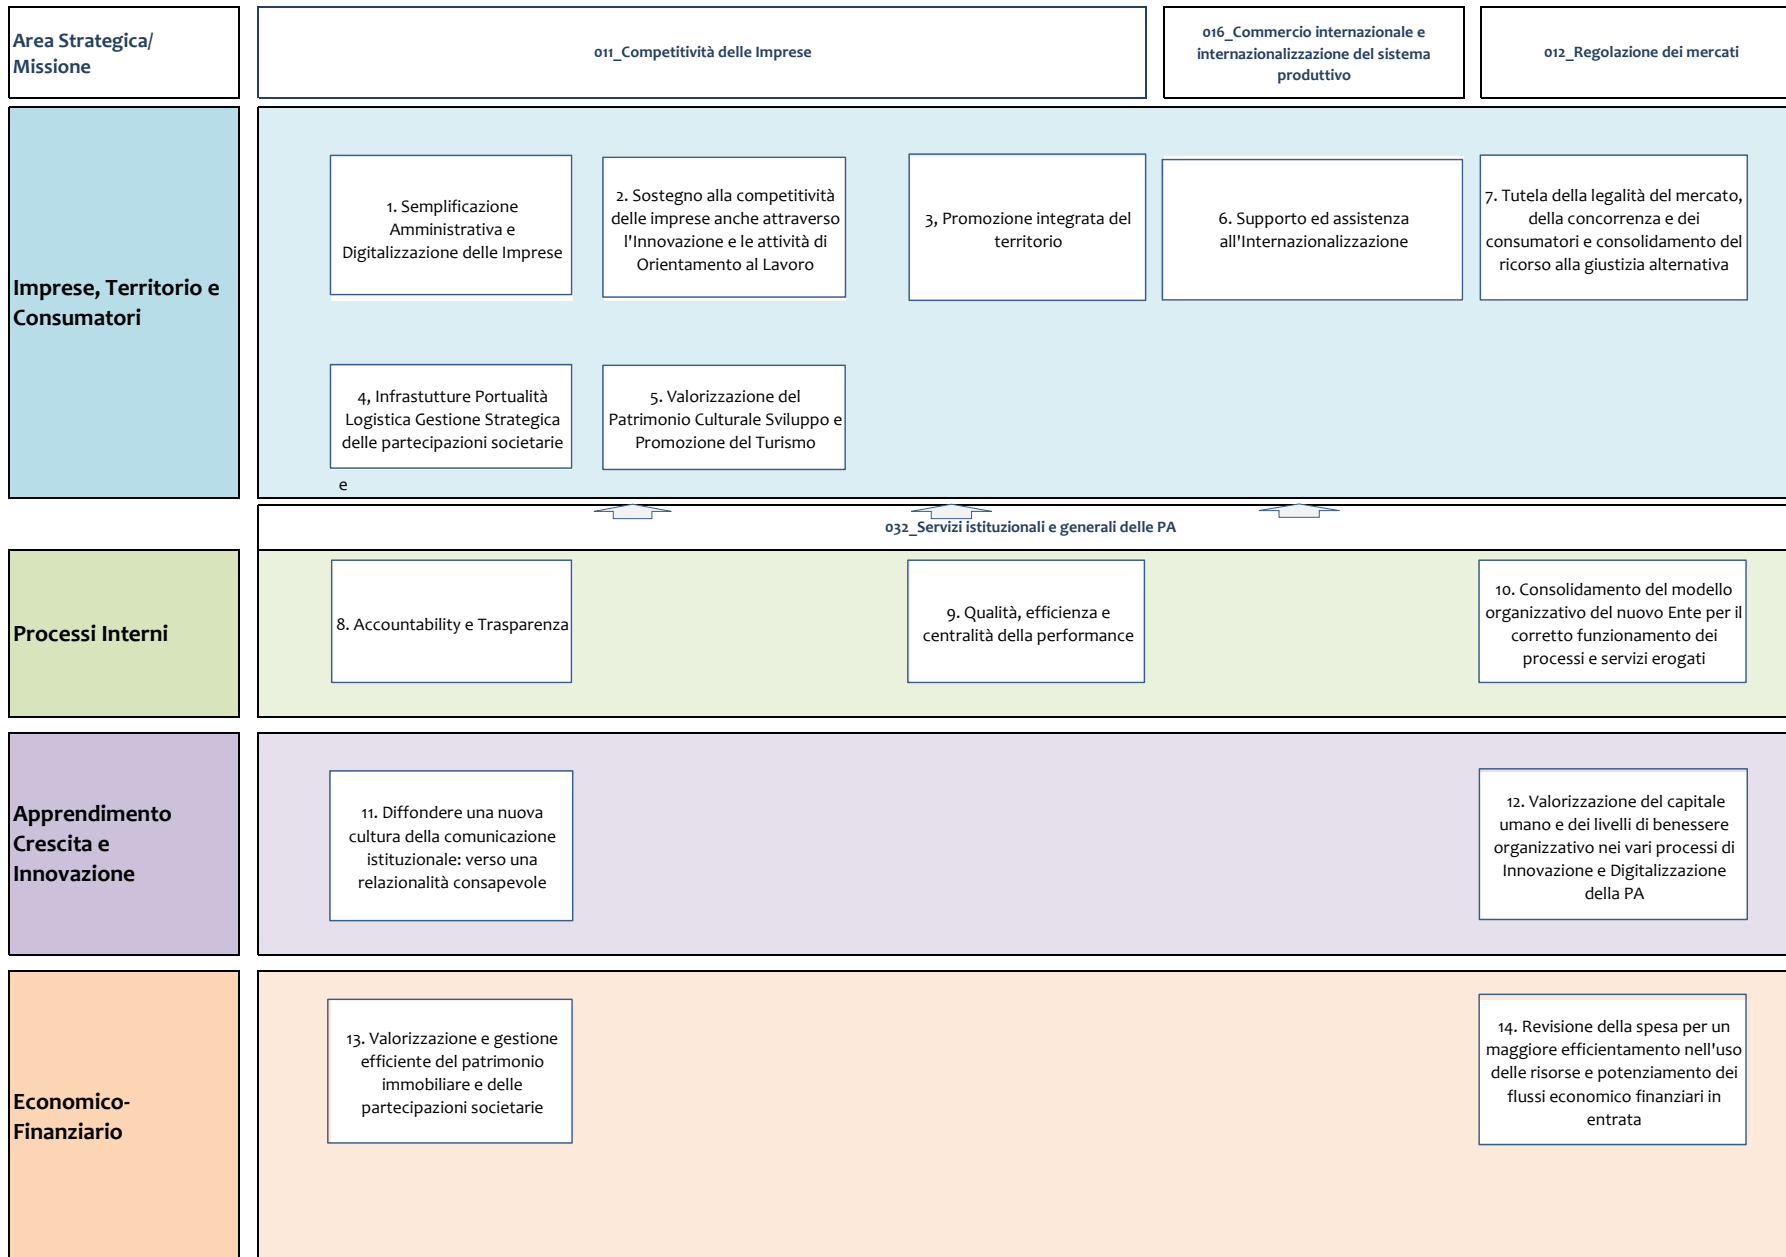 Area Strategica/
Missione
011_Competitività delle Imprese
016_Commercio internazionale e
internazionalizzazione del sistema
produttivo
012_Regolazione dei mercati
Imprese, Territorio e
Consumatori
1. Semplificazione
Amministrativa e
Digitalizzazione delle Imprese
2. Sostegno alla competitività
delle imprese anche attraverso
l'Innovazione e le attività di
Orientamento al Lavoro
3, Promozione integrata del
territorio
6. Supporto ed assistenza
all'Internazionalizzazione
7. Tutela della legalità del mercato,
della concorrenza e dei
consumatori e consolidamento del
ricorso alla giustizia alternativa
4, Infrastutture Portualità
Logistica Gestione Strategica
delle partecipazioni societarie
e
5. Valorizzazione del
Patrimonio Culturale Sviluppo e
Promozione del Turismo
032_Servizi istituzionali e generali delle PA
Processi Interni
8. Accountability e Trasparenza
9. Qualità, efficienza e
centralità della performance
10. Consolidamento del modello
organizzativo del nuovo Ente per il
corretto funzionamento dei
processi e servizi erogati
Apprendimento
Crescita e
Innovazione
11. Diffondere una nuova
cultura della comunicazione
istituzionale: verso una
relazionalità consapevole
12. Valorizzazione del capitale
umano e dei livelli di benessere
organizzativo nei vari processi di
Innovazione e Digitalizzazione
della PA
Economico-
Finanziario
13. Valorizzazione e gestione
efficiente del patrimonio
immobiliare e delle
partecipazioni societarie
14. Revisione della spesa per un
maggiore efficientamento nell'uso
delle risorse e potenziamento dei
flussi economico finanziari in
entrata